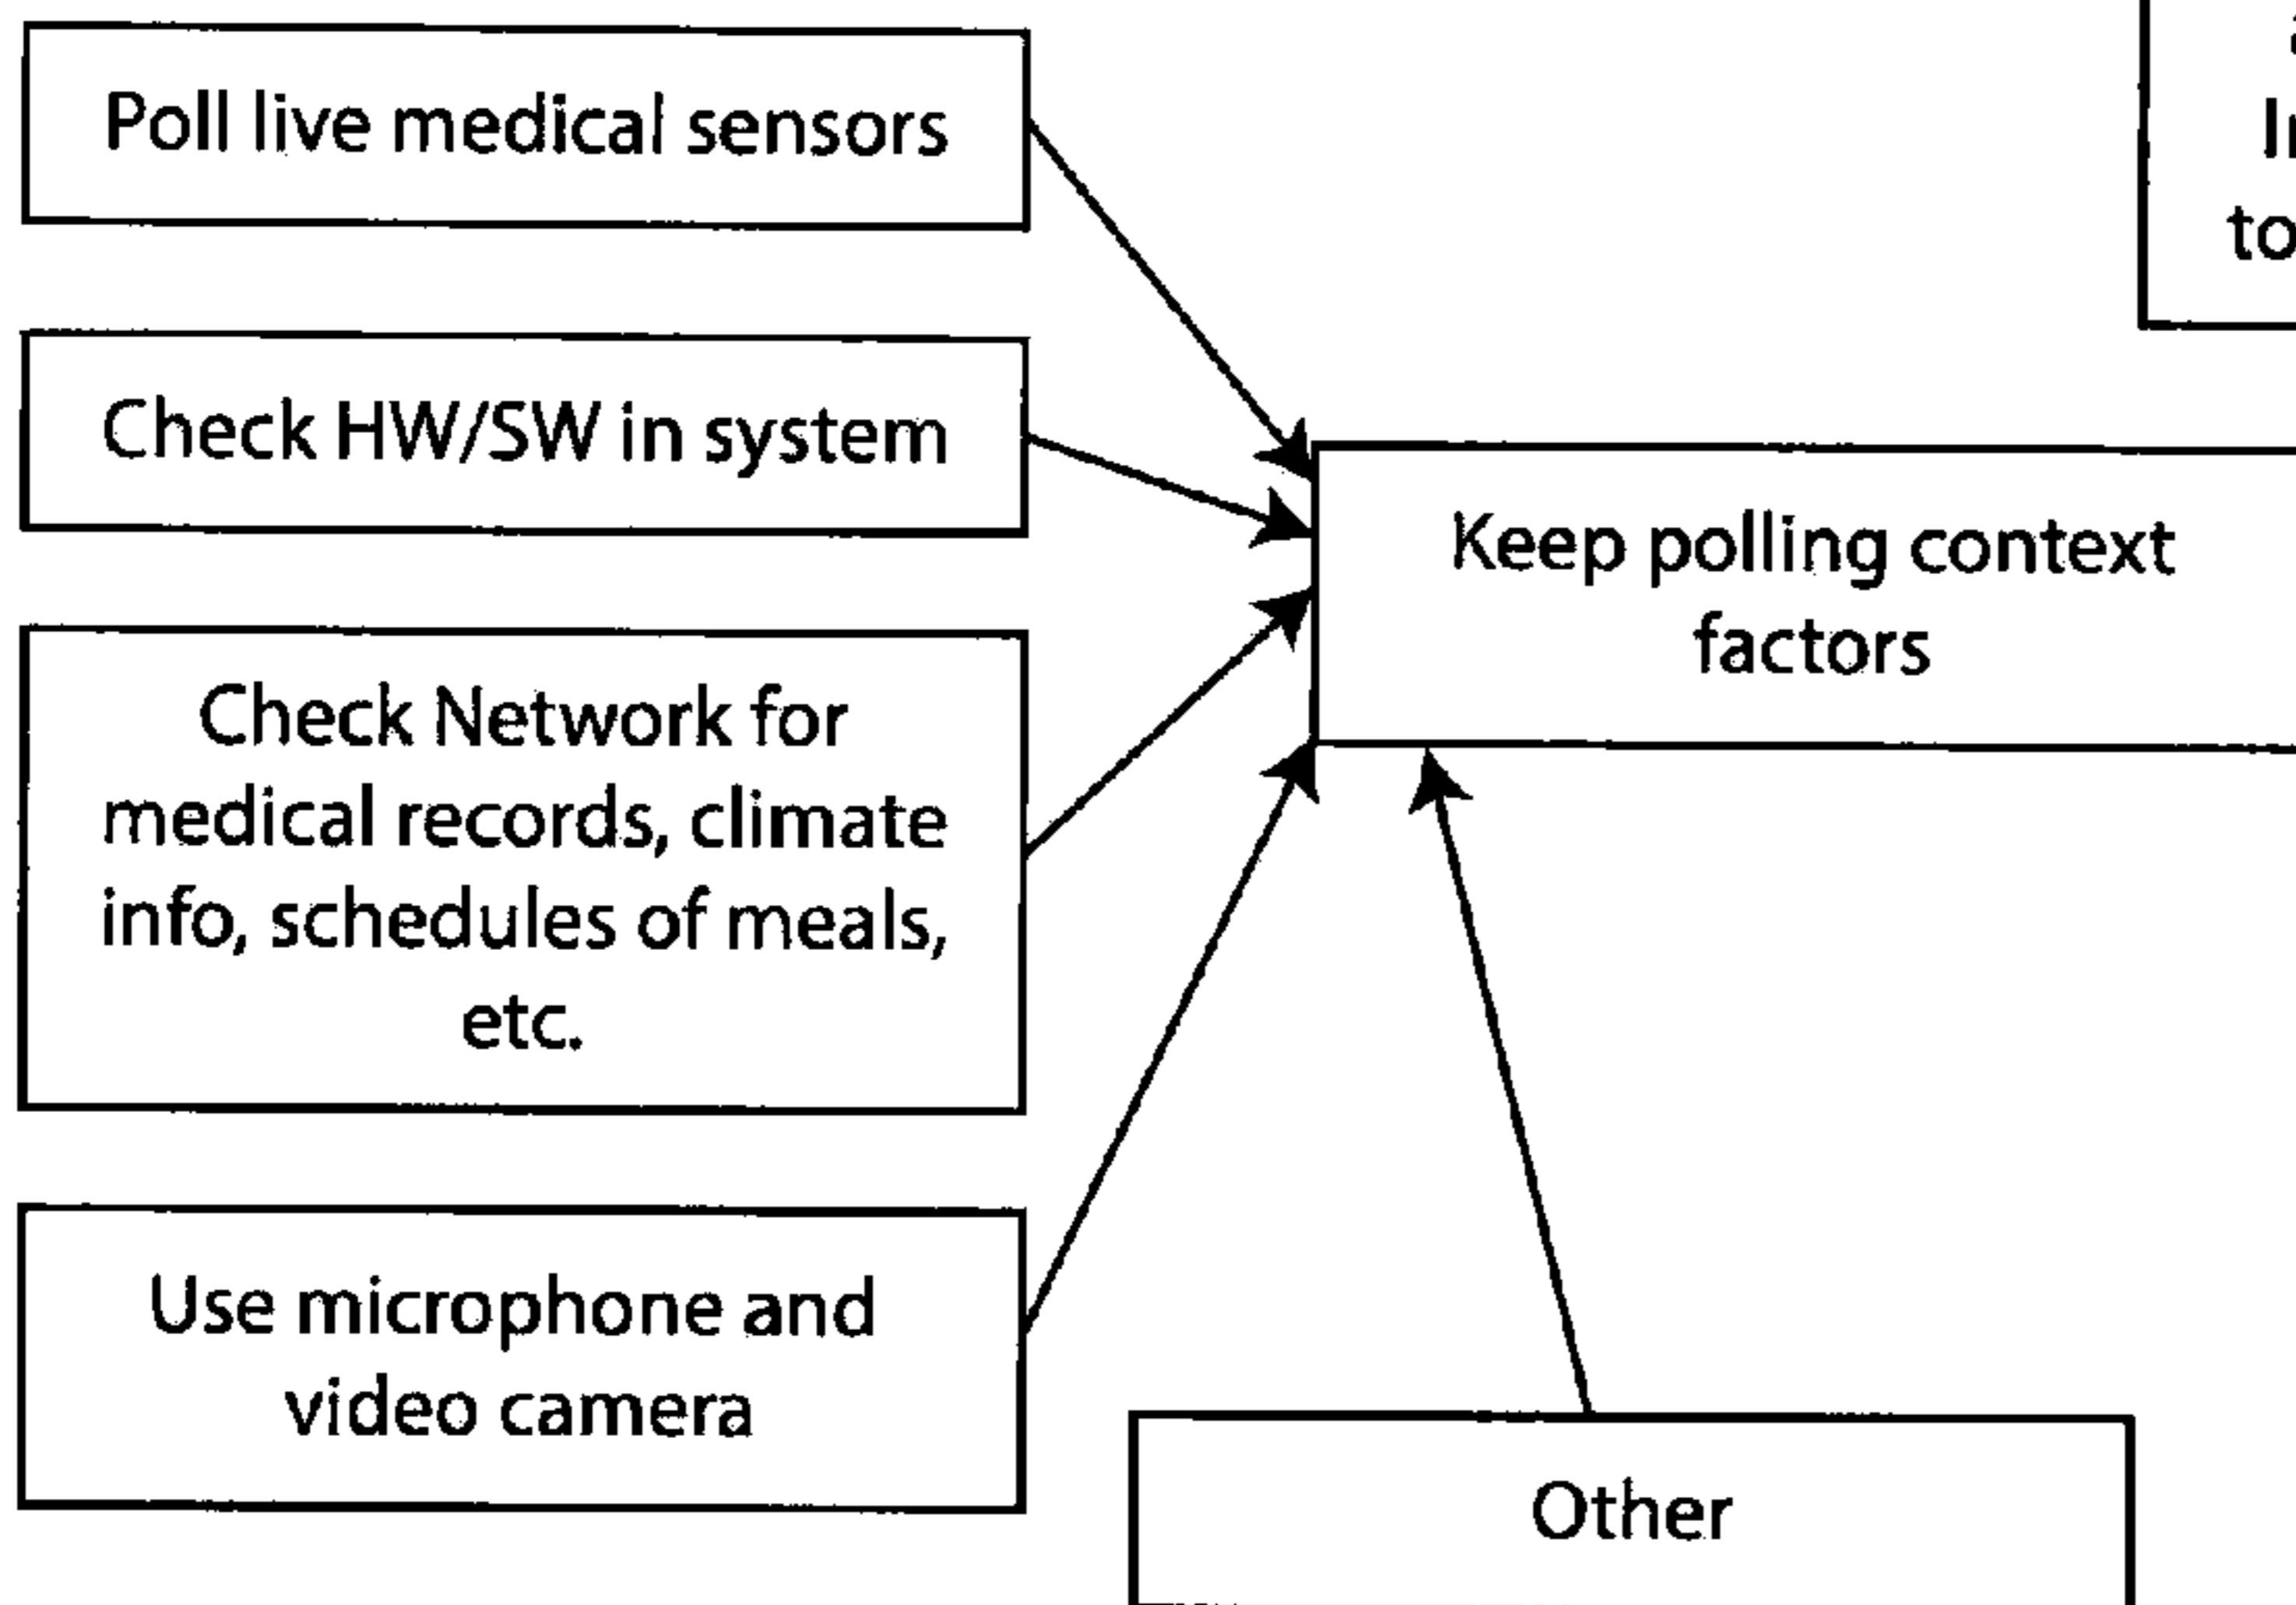 Poll live medical sensors
Check HW/SW in system
Check Network for
medical records, climate
info, schedules of meals,
etc.
Use microphone and
video camera
Keep polling context
factors
Other
to